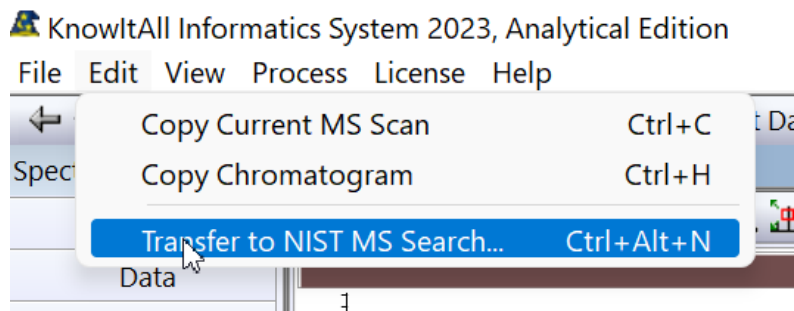 KnowItAll Informatics System 2023, Analytical Edition
File Edit View Process License Help
Copy Current MS Scan Ctrl+C
Copy Chromatogram Ctrl+H
Transfer to NIST MS Search... Ctrl+Alt+N
Data